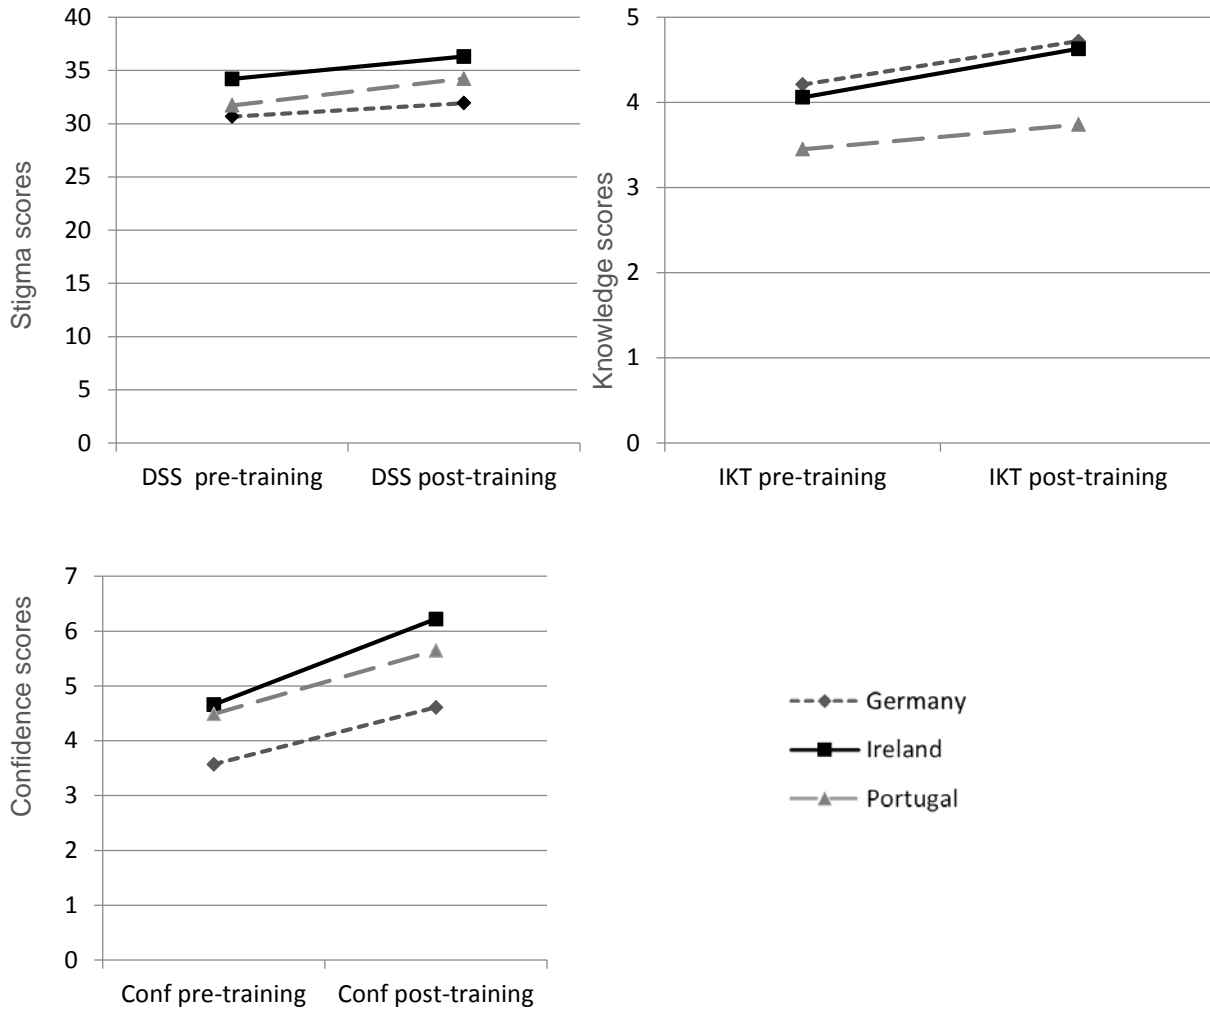 Stigma scores
40
35
30
25
20
15
10
5
0
DSS  pre-training
DSS post-training
Knowledge scores
5
4
3
2
1
0
IKT pre-training
IKT post-training
Confidence scores
7
6
5
4
3
2
1
0
Conf pre-training
Conf post-training
Germany
Ireland
Portugal